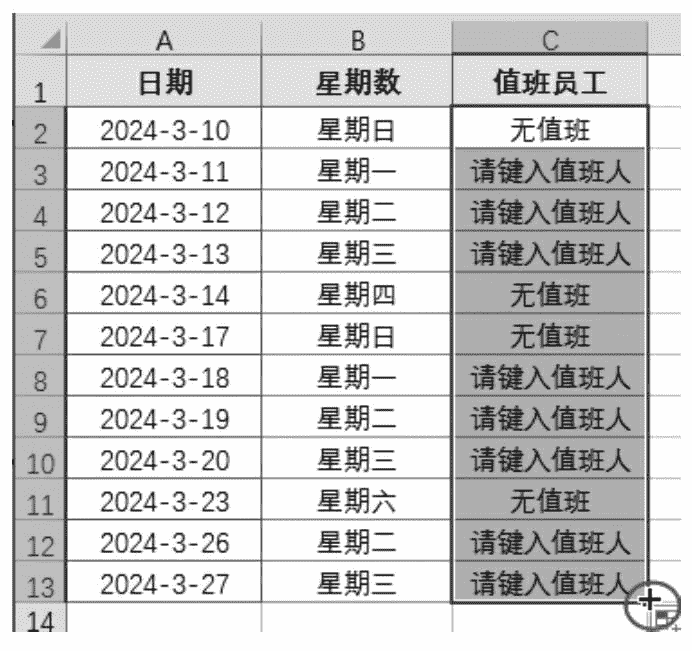 A B C
1 日期 星期数 值班员工
2 2024-3-10 星期日 无值班
3 2024-3-11 星期一 请键入值班人
4 2024-3-12 星期二 请键入值班人
5 2024-3-13 星期三 请键入值班人
6 2024-3-14 星期四 无值班
7 2024-3-17 星期日 无值班
8 2024-3-18 星期一 请键入值班人
9 2024-3-19 星期二 请键入值班人
10 2024-3-20 星期三 请键入值班人
11 2024-3-23 星期六 无值班
12 2024-3-26 星期二 请键入值班人
13 2024-3-27 星期三 请键入值班人
14